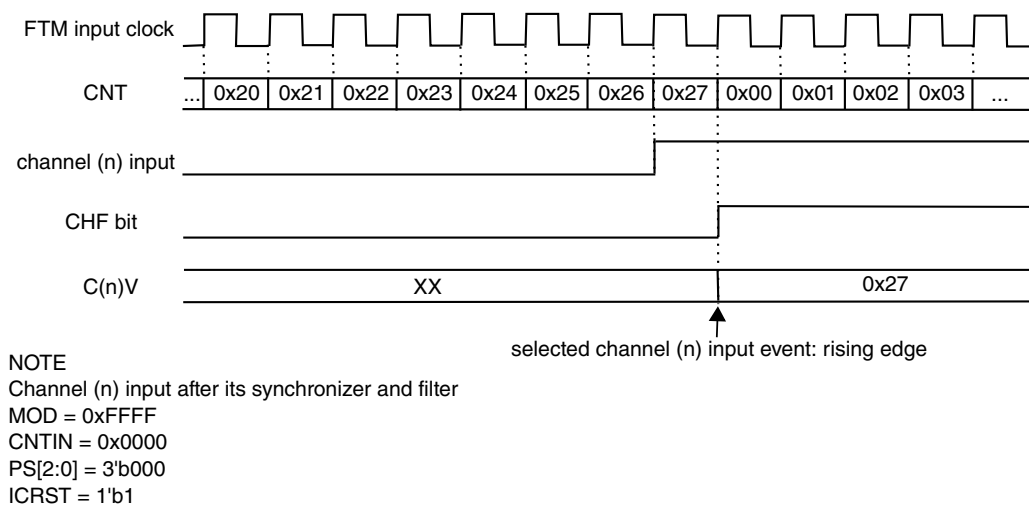 FTM input clock
CNT ... 0x20 0x21 0x22 0x23 0x24 0x25 0x26 0x27 0x00 0x01 0x02 0x03 ...
channel (n) input
CHF bit
C(n)V XX 0x27
selected channel (n) input event: rising edge
NOTE
Channel (n) input after its synchronizer and filter
MOD = 0xFFFF
CNTIN = 0x0000
PS[2:0] = 3'b000
ICRST = 1'b1